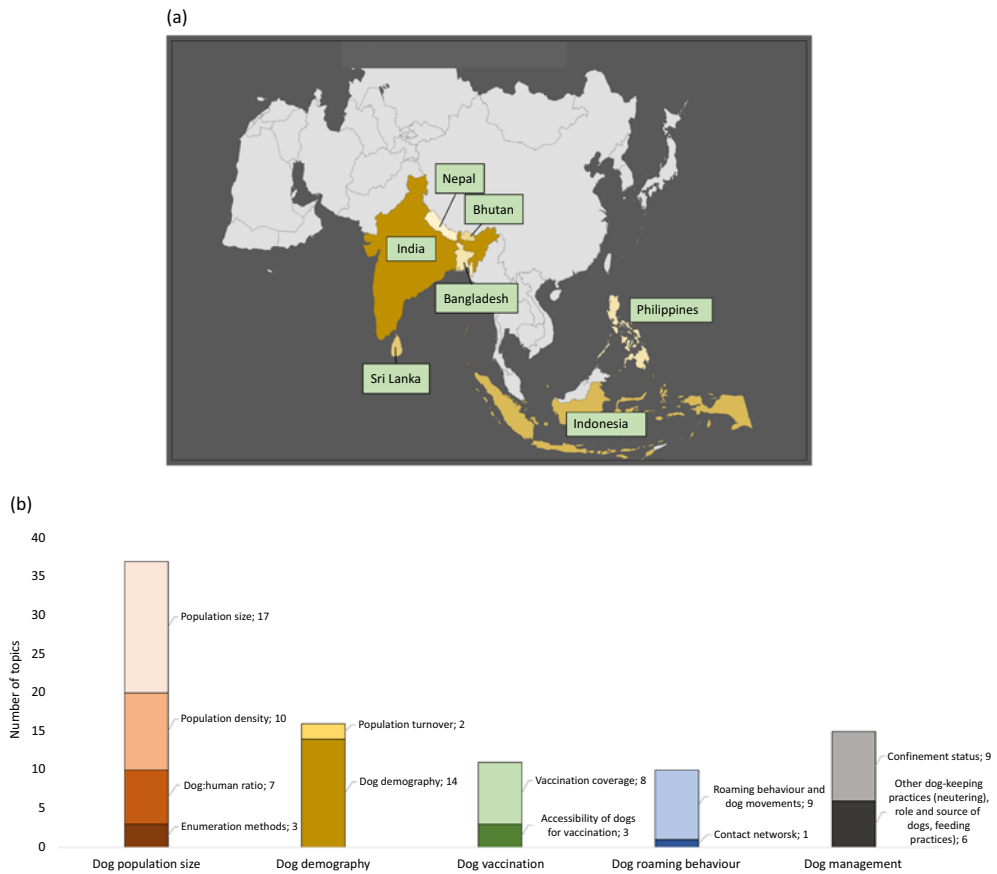 (a)
Nepal
Bhutan
India
Bangladesh
Philippines
Sri Lanka
Indonesia
(b)
Number of topics
40
35
30
25
20
15
10
5
0
Population size; 17
Population density; 10
Dog:human ratio; 7
Enumeration methods; 3
Population turnover; 2
Dog demography; 14
Vaccination coverage; 8
Accessibility of dogs
for vaccination; 3
Roaming behaviour and
dog movements; 9
Contact networsk; 1
Confinement status; 9
Other dog-keeping
practices (neutering),
role and source of
dogs, feeding
practices); 6
Dog population size
Dog demography
Dog vaccination
Dog roaming behaviour
Dog management